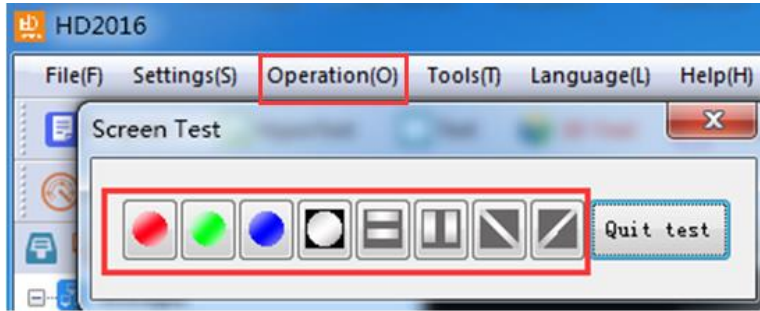 HD2016
File(F) Settings(S) Operation(O) Tools(T) Language(L) Help(H)
Screen Test
Quit test